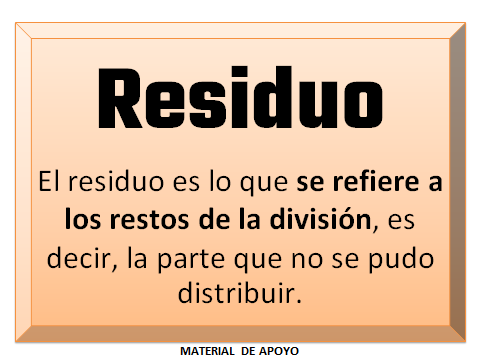 Residuo
El residuo es lo que se refiere a
los restos de la división, es
decir, la parte que no se pudo
distribuir.
MATERIAL DE APOYO